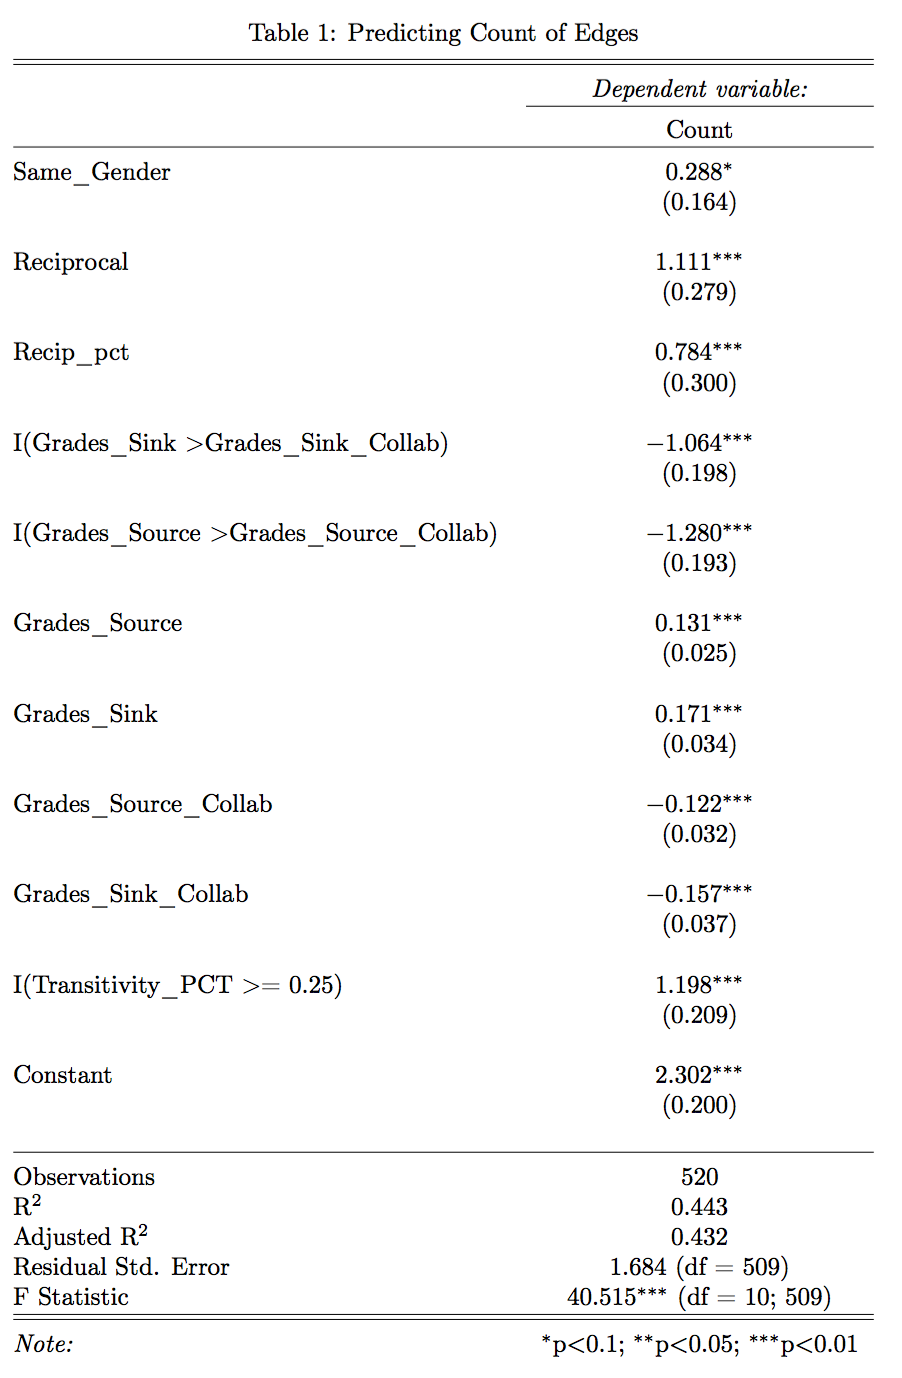 Table 1: Predicting Count of Edges
Dependent variable:
Count
Same_Gender 0.288*
(0.164)
Reciprocal 1.111***
(0.279)
Recip_pct 0.784***
(0.300)
I(Grades_Sink >Grades_Sink_Collab) −1.064***
(0.198)
I(Grades_Source >Grades_Source_Collab) −1.280***
(0.193)
Grades_Source 0.131***
(0.025)
Grades_Sink 0.171***
(0.034)
Grades_Source_Collab −0.122***
(0.032)
Grades_Sink_Collab −0.157***
(0.037)
I(Transitivity_PCT >= 0.25) 1.198***
(0.209)
Constant 2.302***
(0.200)
Observations 520
R² 0.443
Adjusted R² 0.432
Residual Std. Error 1.684 (df = 509)
F Statistic 40.515*** (df = 10; 509)
Note: *p<0.1; **p<0.05; ***p<0.01